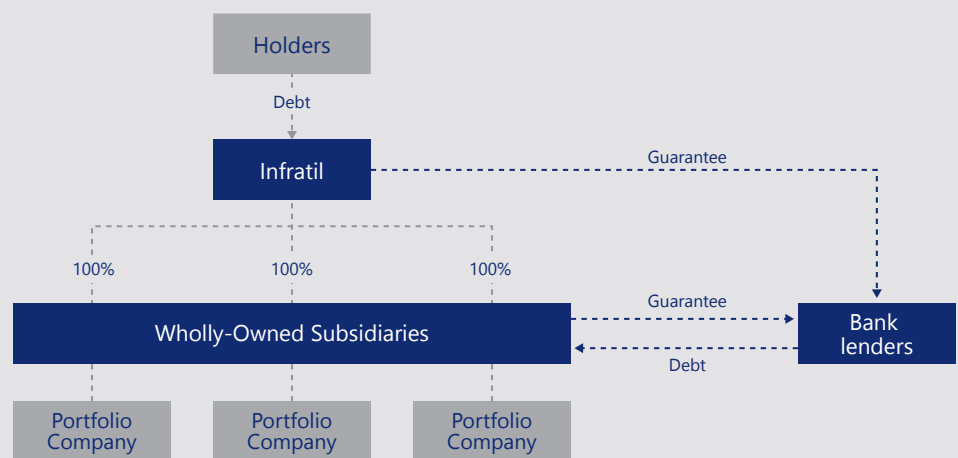 Holders
Debt
Infratil
Guarantee
100%
100%
100%
Wholly-Owned Subsidiaries
Guarantee
Debt
Bank
lenders
Portfolio
Company
Portfolio
Company
Portfolio
Company